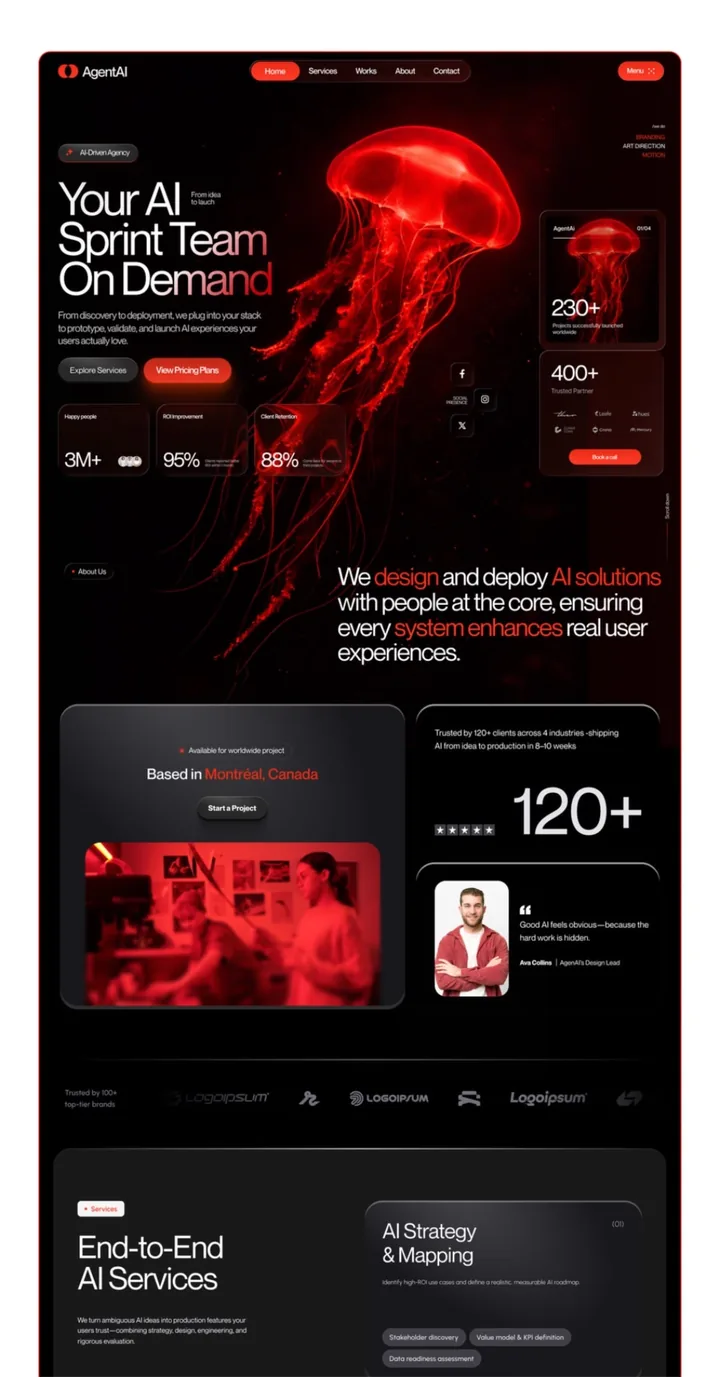 AgentAI
Home
Services
Works
About
Contact
Menu
AI-Driven Agency
Your AI
From idea
to lauch
Sprint Team
On Demand
From discovery to deployment, we plug into your stack
to prototype, validate, and launch AI experiences your
users actually love.
Explore Services
View Pricing Plans
Happy people
3M+
ROI Improvement
95%
Client Retention
88%
BRANDING
ART DIRECTION
MOTION
AgentAi
01/04
230+
Projects successfully launched
worldwide
SOCIAL
PRESENCE
400+
Trusted Partner
Book a call
Scroll down
About Us
We design and deploy AI solutions
with people at the core, ensuring
every system enhances real user
experiences.
Available for worldwide project
Based in Montréal, Canada
Start a Project
Trusted by 120+ clients across 4 industries -shipping
AI from idea to production in 8–10 weeks
120+
Good AI feels obvious—because the
hard work is hidden.
Ava Collins | AgenAI's Design Lead
Trusted by 100+
top-tier brands
Logoipsum
LOGOIPSUM
Logoipsum
Services
End-to-End
AI Services
We turn ambiguous AI ideas into production features your
users trust—combining strategy, design, engineering, and
rigorous evaluation.
AI Strategy
& Mapping
(01)
Identify high-ROI use cases and define a realistic, measurable AI roadmap.
Stakeholder discovery
Value model & KPI definition
Data readiness assessment